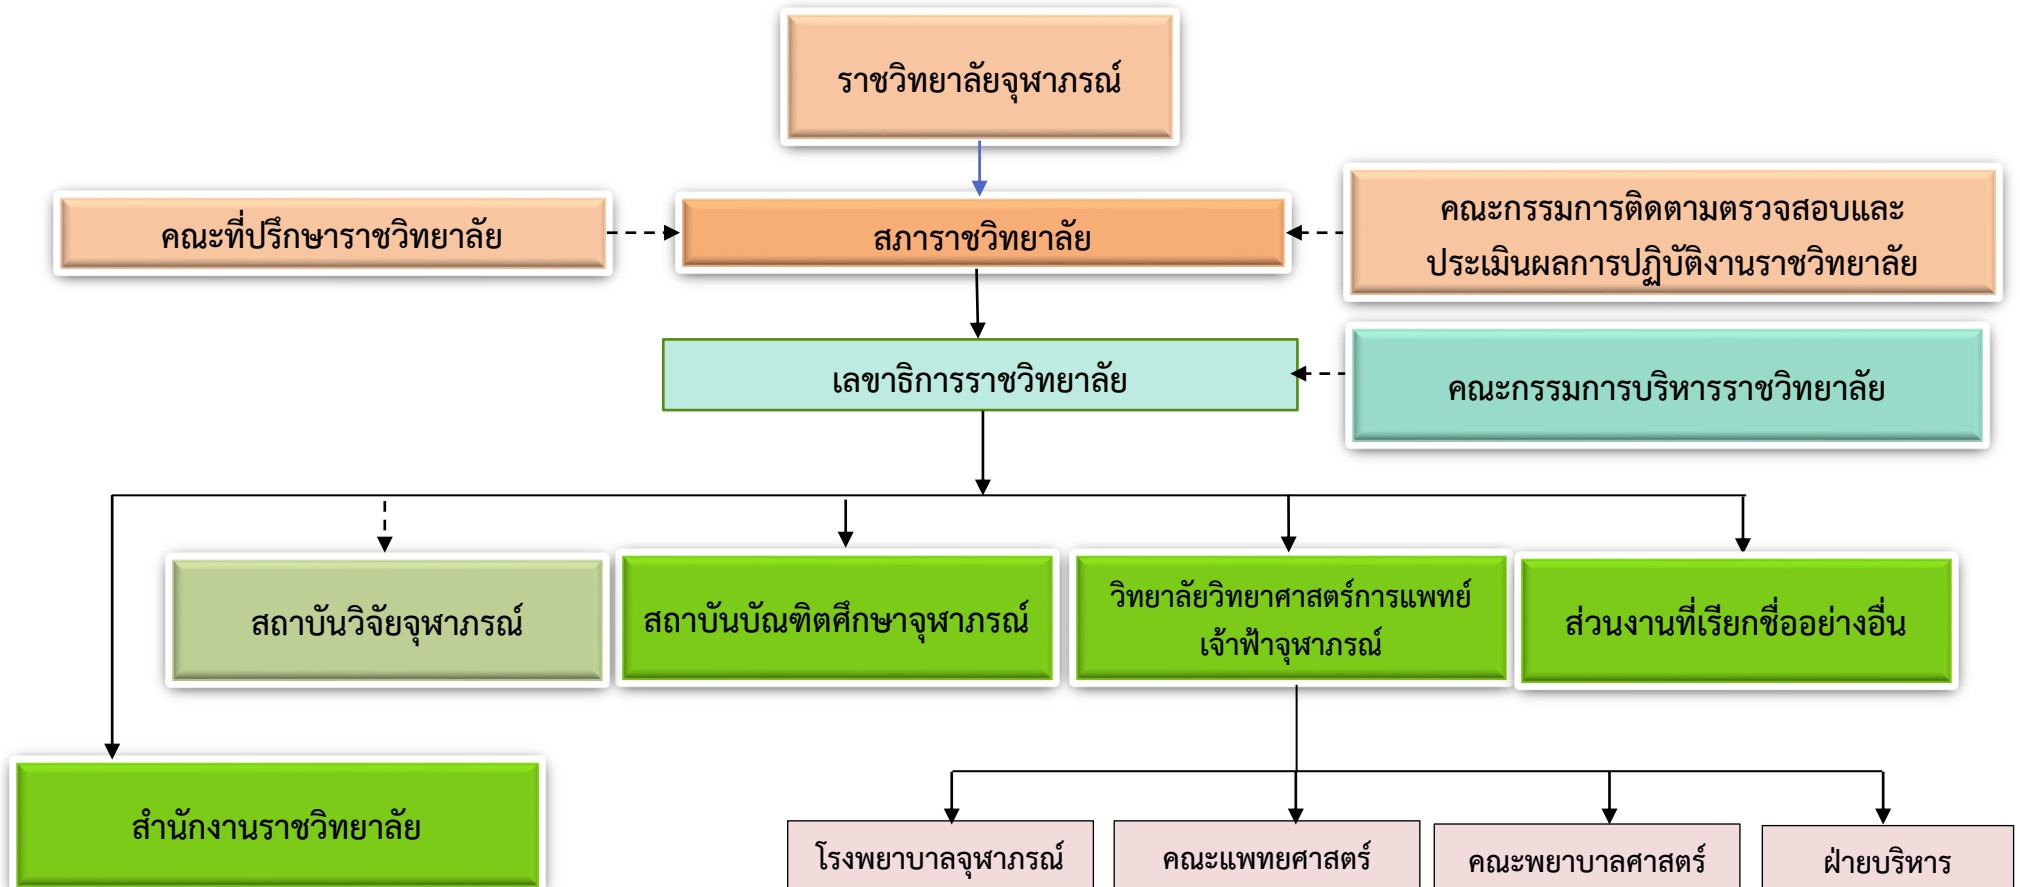 ราชวิทยาลัยจุฬาภรณ์
คณะที่ปรึกษาราชวิทยาลัย
สภาราชวิทยาลัย
คณะกรรมการติดตามตรวจสอบและ
ประเมินผลการปฏิบัติงานราชวิทยาลัย
เลขาธิการราชวิทยาลัย
คณะกรรมการบริหารราชวิทยาลัย
สถาบันวิจัยจุฬาภรณ์
สถาบันบัณฑิตศึกษาจุฬาภรณ์
วิทยาลัยวิทยาศาสตร์การแพทย์
เจ้าฟ้าจุฬาภรณ์
ส่วนงานที่เรียกชื่ออย่างอื่น
สำนักงานราชวิทยาลัย
โรงพยาบาลจุฬาภรณ์
คณะแพทยศาสตร์
คณะพยาบาลศาสตร์
ฝ่ายบริหาร